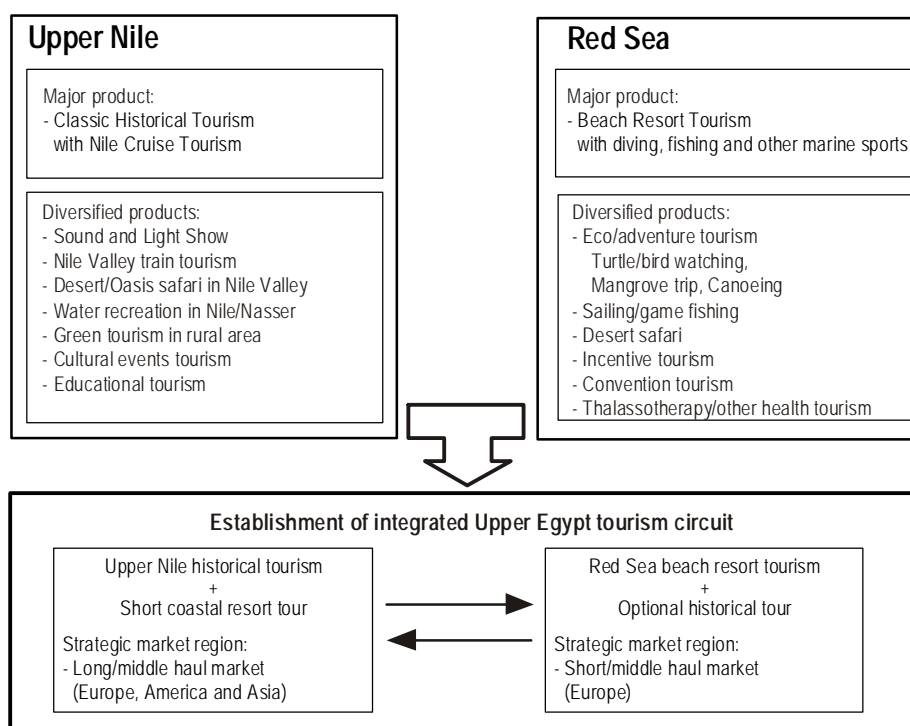 Upper Nile
Major product:
- Classic Historical Tourism
with Nile Cruise Tourism
Diversified products:
- Sound and Light Show
- Nile Valley train tourism
- Desert/Oasis safari in Nile Valley
- Water recreation in Nile/Nasser
- Green tourism in rural area
- Cultural events tourism
- Educational tourism
Red Sea
Major product:
- Beach Resort Tourism
with diving, fishing and other marine sports
Diversified products:
- Eco/adventure tourism
Turtle/bird watching,
Mangrove trip, Canoeing
- Sailing/game fishing
- Desert safari
- Incentive tourism
- Convention tourism
- Thalassotherapy/other health tourism
Establishment of integrated Upper Egypt tourism circuit
Upper Nile historical tourism
+
Short coastal resort tour
Strategic market region:
- Long/middle haul market
(Europe, America and Asia)
Red Sea beach resort tourism
+
Optional historical tour
Strategic market region:
- Short/middle haul market
(Europe)